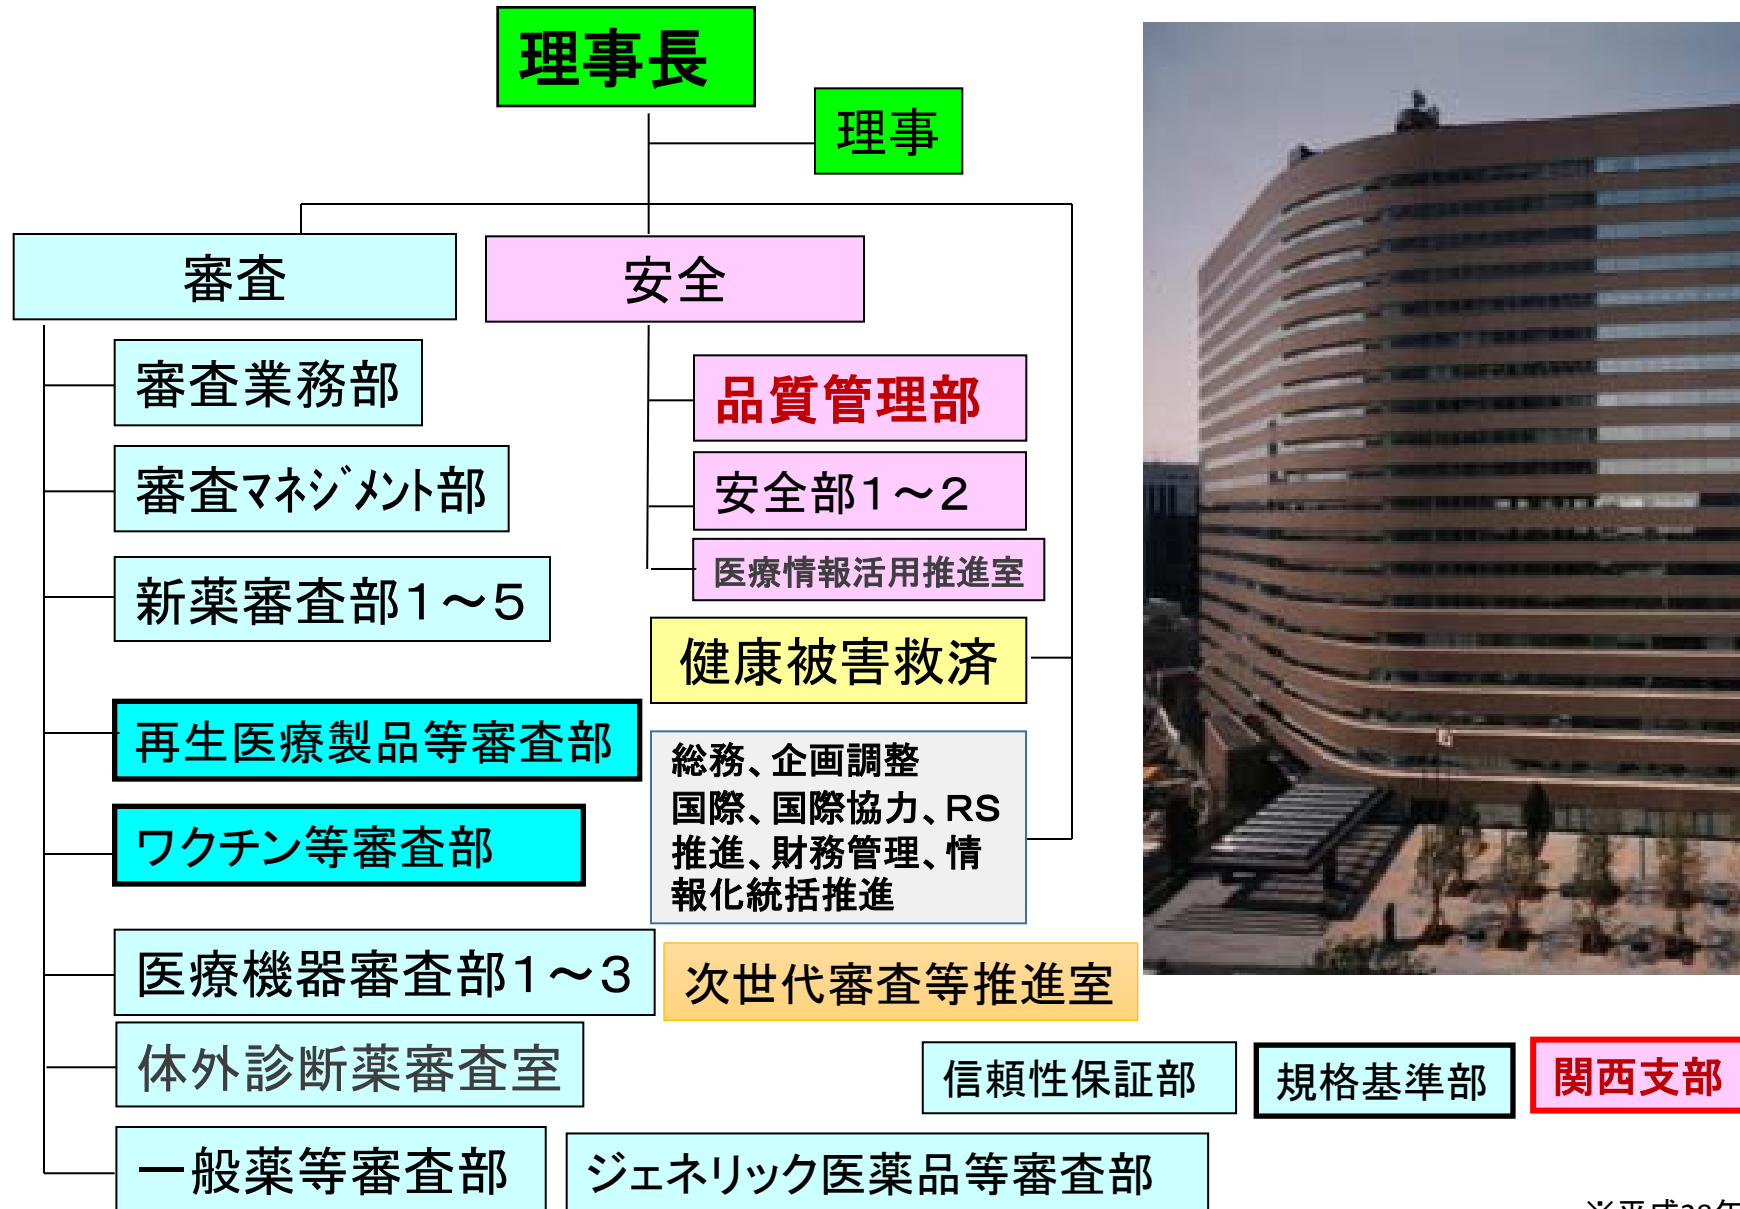 理事長
理事
審査
安全
審査業務部
審査マネジメント部
新薬審査部1～5
再生医療製品等審査部
ワクチン等審査部
医療機器審査部1～3
体外診断薬審査室
一般薬等審査部
品質管理部
安全部1～2
医療情報活用推進室
健康被害救済
総務、企画調整
国際、国際協力、RS
推進、財務管理、情
報化統括推進
次世代審査等推進室
信頼性保証部
規格基準部
関西支部
ジェネリック医薬品等審査部
※平成28年